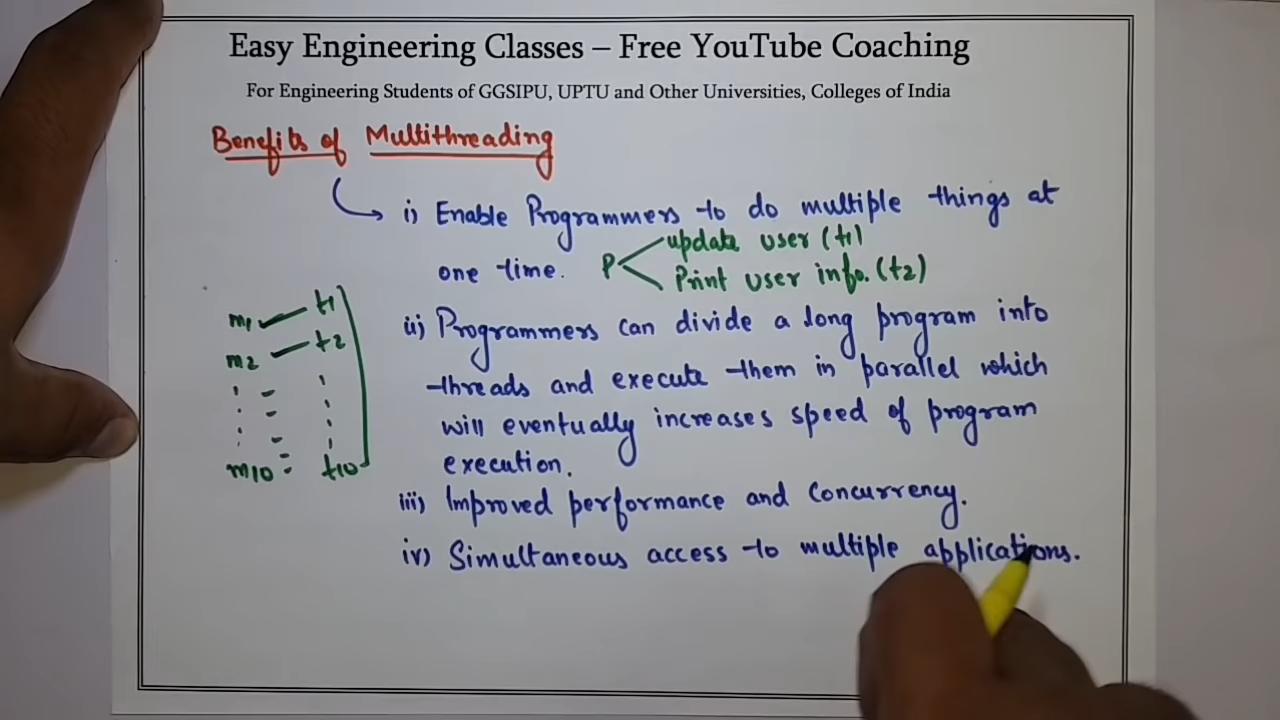 Easy Engineering Classes – Free YouTube Coaching
For Engineering Students of GGSIPU, UPTU and Other Universities, Colleges of India
Benefits of Multithreading
i) Enable Programmers to do multiple things at
one time. P update user (t1)
Print user info. (t2)
m1 t1
m2 t2
m10 t10
ii) Programmers can divide a long program into
threads and execute them in parallel which
will eventually increases speed of program
execution.
iii) Improved performance and Concurrency.
iv) Simultaneous access to multiple applications.